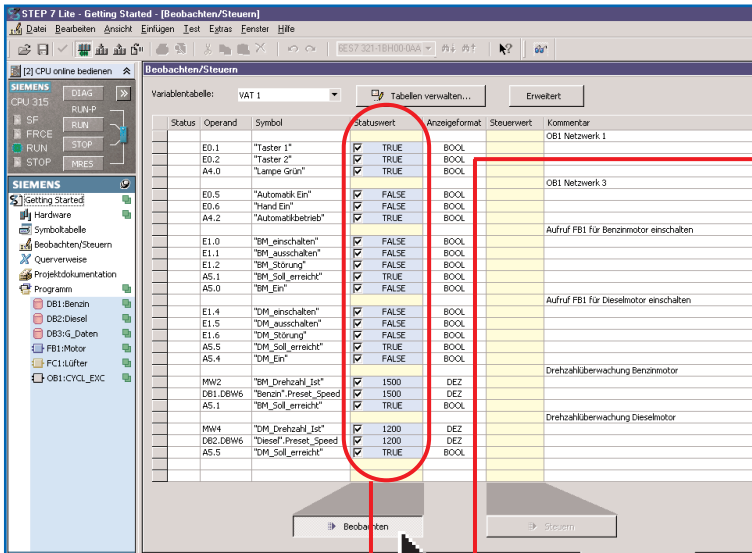 STEP 7 Lite - Getting Started - [Beobachten/Steuern]
Datei Bearbeiten Ansicht Einfügen Test Extras Fenster Hilfe
6ES7 321-1BH00-0AA
[2] CPU online bedienen
SIEMENS
CPU 315
DIAG
RUN-P
SF
RUN
FRCE
RUN
STOP
STOP
MRES
SIEMENS
Getting Started
Hardware
Symboltabelle
Beobachten/Steuern
Querverweise
Projektdokumentation
Programm
DB1:Benzin
DB2:Diesel
DB3:G_Daten
FB1:Motor
FC1:Lüfter
OB1:CYCL_EXC
Beobachten/Steuern
Variablentabelle: VAT 1 Tabellen verwalten... Erweitert
Status Operand Symbol Statuswert Anzeigeformat Steuerwert Kommentar
OB1 Netzwerk 1
E0.1 "Taster 1" TRUE BOOL
E0.2 "Taster 2" TRUE BOOL
A4.0 "Lampe Grün" TRUE BOOL
OB1 Netzwerk 3
E0.5 "Automatik Ein" FALSE BOOL
E0.6 "Hand Ein" FALSE BOOL
A4.2 "Automatikbetrieb" TRUE BOOL
Aufruf FB1 für Benzinmotor einschalten
E1.0 "BM_einschalten" FALSE BOOL
E1.1 "BM_ausschalten" FALSE BOOL
E1.2 "BM_Störung" FALSE BOOL
A5.1 "BM_Soll_erreicht" TRUE BOOL
A5.0 "BM_Ein" FALSE BOOL
Aufruf FB1 für Dieselmotor einschalten
E1.4 "DM_einschalten" FALSE BOOL
E1.5 "DM_ausschalten" FALSE BOOL
E1.6 "DM_Störung" FALSE BOOL
A5.5 "DM_Soll_erreicht" TRUE BOOL
A5.4 "DM_Ein" FALSE BOOL
Drehzahlüberwachung Benzinmotor
MW2 "BM_Drehzahl_Ist" 1500 DEZ
DB1.DBW6 "Benzin".Preset_Speed 1500 DEZ
A5.1 "BM_Soll_erreicht" TRUE BOOL
Drehzahlüberwachung Dieselmotor
MW4 "DM_Drehzahl_Ist" 1200 DEZ
DB2.DBW6 "Diesel".Preset_Speed 1200 DEZ
A5.5 "DM_Soll_erreicht" TRUE BOOL
Beobachten
Steuern